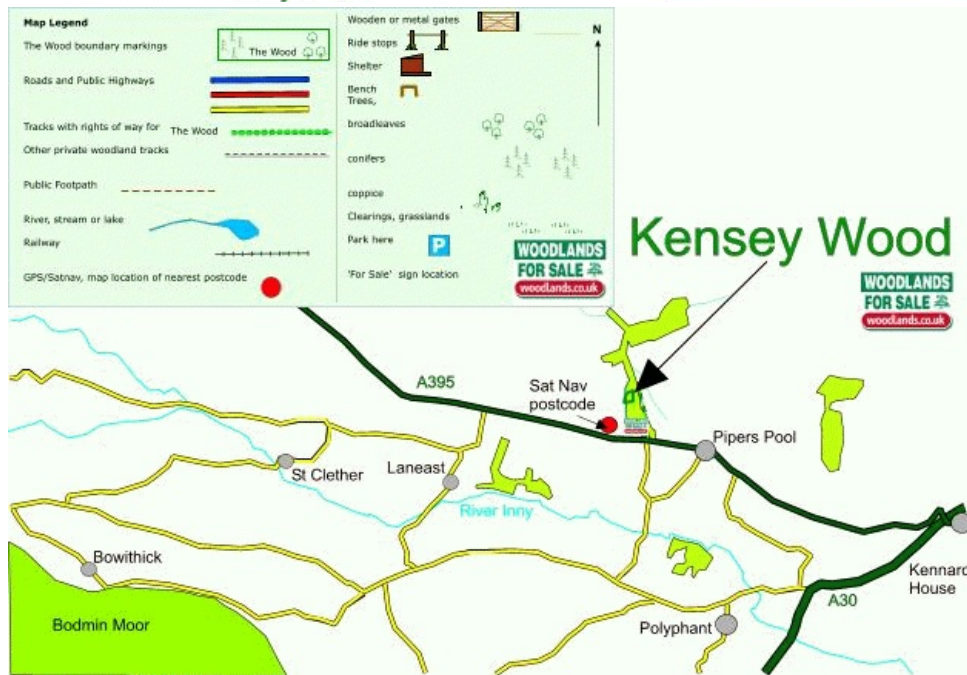 Map Legend
The Wood boundary markings
The Wood
Roads and Public Highways
Tracks with rights of way for The Wood
Other private woodland tracks
Public Footpath
River, stream or lake
Railway
GPS/Satnav, map location of nearest postcode
Wooden or metal gates
Ride stops
Shelter
Bench
Trees,
broadleaves
conifers
coppice
Clearings, grasslands
Park here
P
'For Sale' sign location
WOODLANDS
FOR SALE
woodlands.co.uk
N
Kensey Wood
WOODLANDS
FOR SALE
woodlands.co.uk
A395
Sat Nav
postcode
Pipers Pool
St Clether
Laneast
River Inny
Bowithick
Kennard
House
A30
Bodmin Moor
Polyphant